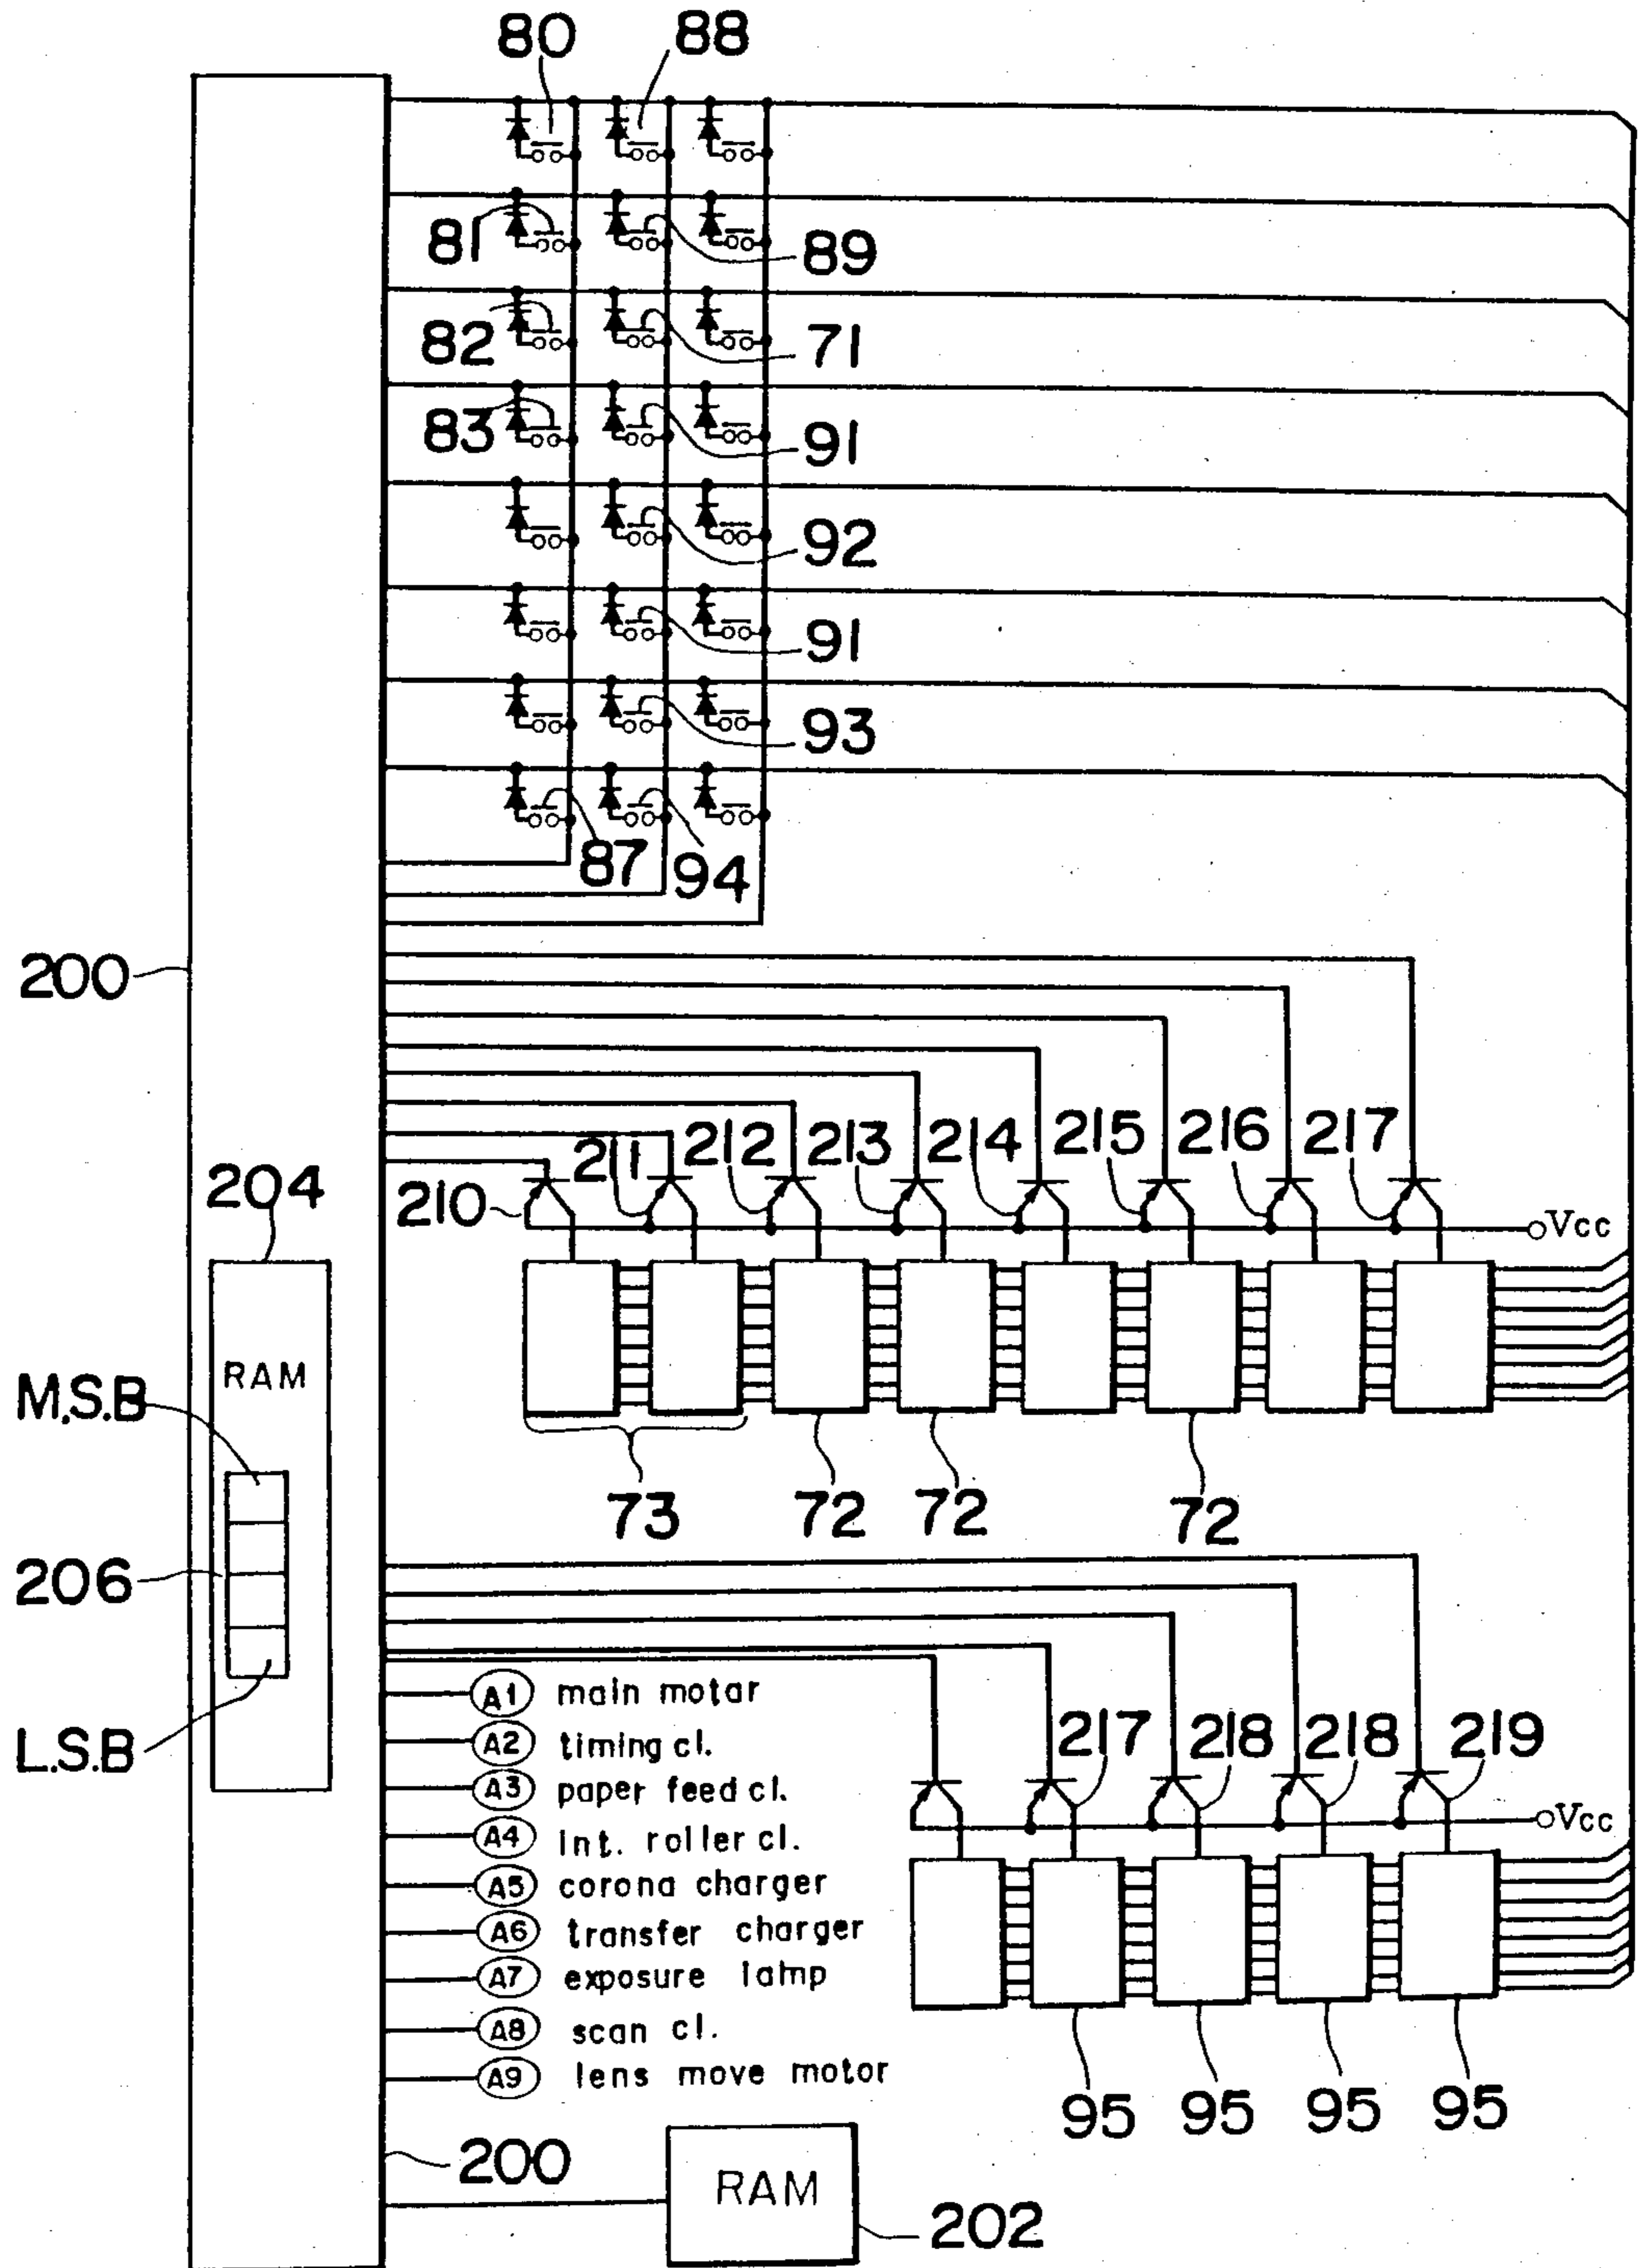 80 88
81 89
82 71
83 91
92
91
93
87 94
200
204
210 211 212 213 214 215 216 217
Vcc
RAM
M.S.B
73 72 72 72
206
L.S.B
A1 main motar
A2 timing cl.
A3 paper feed cl.
A4 Int. roller cl.
A5 corona charger
A6 transfer charger
A7 exposure lamp
A8 scan cl.
A9 lens move motor
217 218 218 219
Vcc
95 95 95 95
200
RAM
202